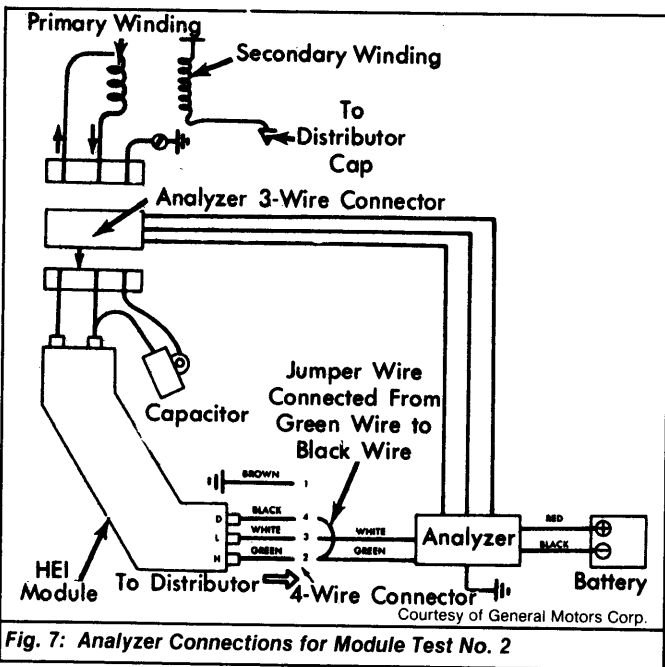 Primary Winding
Secondary Winding
To
Distributor
Cap
Analyzer 3-Wire Connector
Jumper Wire
Connected From
Green Wire to
Black Wire
Capacitor
BROWN 1
D BLACK 4
L WHITE 3 WHITE
N GREEN 2 GREEN
Analyzer
RED
BLACK
Battery
HEI
Module
To Distributor
4-Wire Connector
Courtesy of General Motors Corp.
Fig. 7: Analyzer Connections for Module Test No. 2